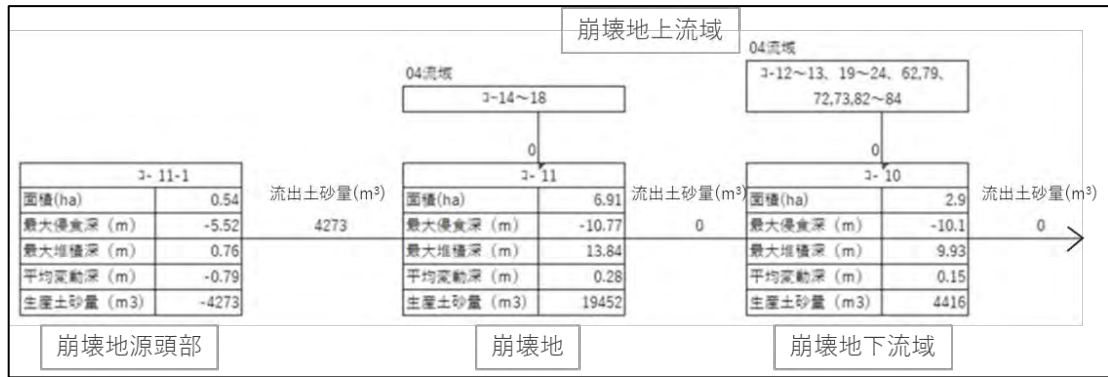 崩壊地上流域
04流域
ｺ-14～18
0
04流域
ｺ-12～13、19～24、62,79、
72,73,82～84
0
ｺ- 11-1
面積(ha) 0.54
最大侵食深（m） -5.52
最大堆積深（m） 0.76
平均変動深（m） -0.79
生産土砂量（m3） -4273
流出土砂量(m³)
4273
ｺ- 11
面積(ha) 6.91
最大侵食深（m） -10.77
最大堆積深（m） 13.84
平均変動深（m） 0.28
生産土砂量（m3） 19452
流出土砂量(m³)
0
ｺ- 10
面積(ha) 2.9
最大侵食深（m） -10.1
最大堆積深（m） 9.93
平均変動深（m） 0.15
生産土砂量（m3） 4416
流出土砂量(m³)
0
崩壊地源頭部
崩壊地
崩壊地下流域